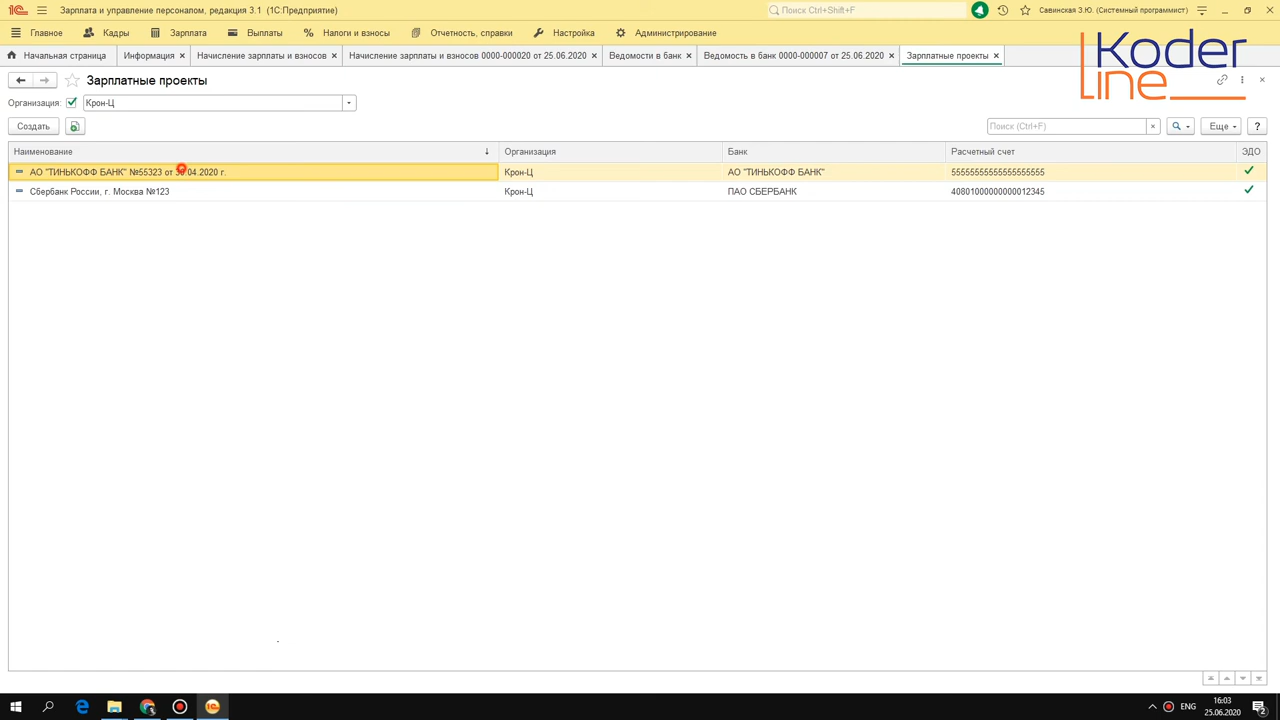 Зарплата и управление персоналом, редакция 3.1 (1С:Предприятие)
Поиск Ctrl+Shift+F
Савинская З.Ю. (Системный программист)
Главное Кадры Зарплата Выплаты Налоги и взносы Отчетность, справки Настройка Администрирование
Начальная страница Информация × Начисление зарплаты и взносов × Начисление зарплаты и взносов 0000-000020 от 25.06.2020 × Ведомости в банк × Ведомость в банк 0000-000007 от 25.06.2020 × Зарплатные проекты ×
Koder
line
Зарплатные проекты
Организация: Крон-Ц
Создать
Поиск (Ctrl+F) × Еще ?
Наименование ↓ Организация Банк Расчетный счет ЭДО
АО "ТИНЬКОФФ БАНК" №55323 от 30.04.2020 г. Крон-Ц АО "ТИНЬКОФФ БАНК" 55555555555555555555
Сбербанк России, г. Москва №123 Крон-Ц ПАО СБЕРБАНК 40801000000000012345
ENG
16:03
25.06.2020
2